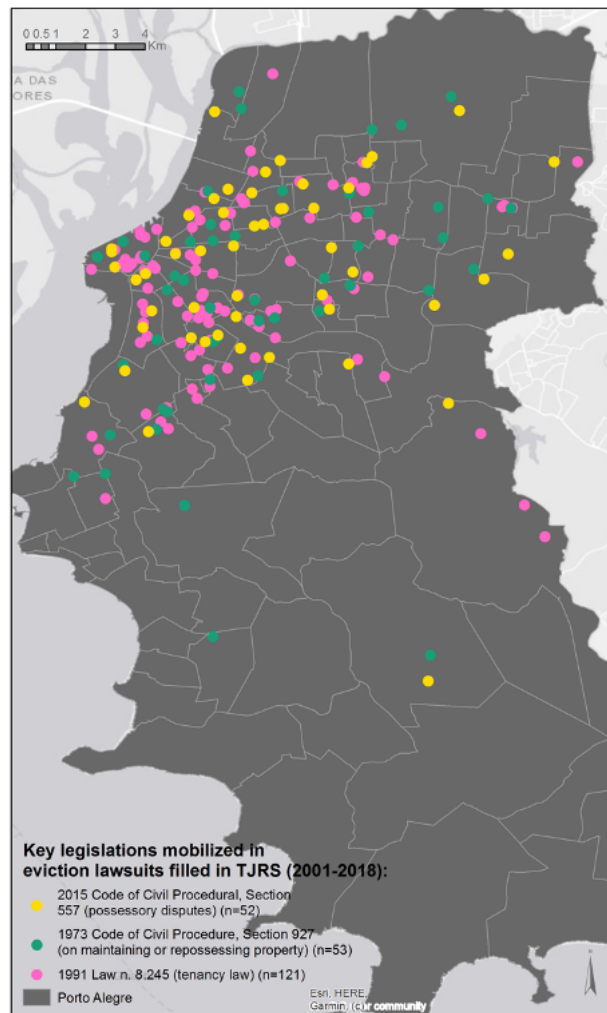 0 0.5 1 2 3 4
Km
A DAS
ORES
Key legislations mobilized in
eviction lawsuits filled in TJRS (2001-2018):
2015 Code of Civil Procedural, Section
557 (possessory disputes) (n=52)
1973 Code of Civil Procedure, Section 927
(on maintaining or repossessing property) (n=53)
1991 Law n. 8.245 (tenancy law) (n=121)
Porto Alegre
Esri, HERE,
Garmin, (c) community